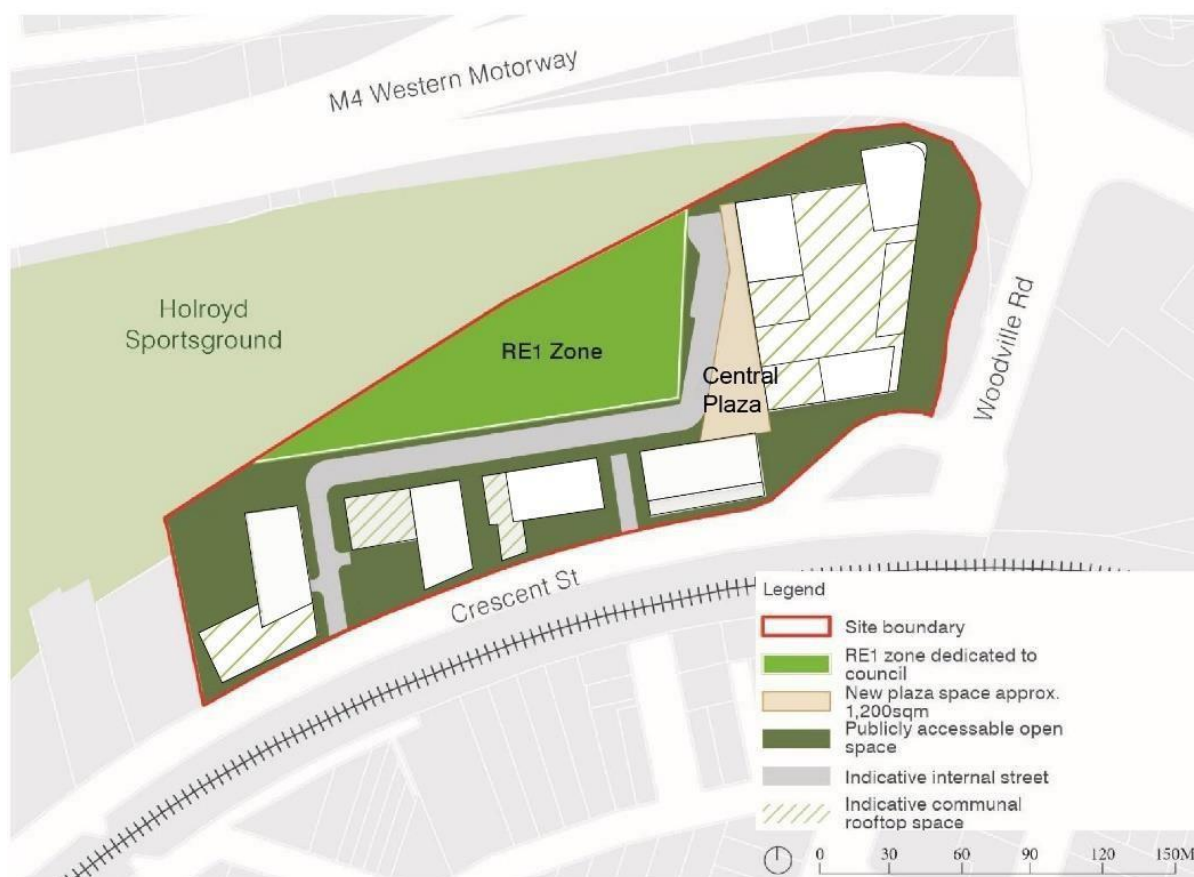 M4 Western Motorway
Holroyd
Sportsground
RE1 Zone
Central
Plaza
Woodville Rd
Crescent St
Legend
Site boundary
RE1 zone dedicated to
council
New plaza space approx.
1,200sqm
Publicly accessable open
space
Indicative internal street
Indicative communal
rooftop space
0 30 60 90 120 150M